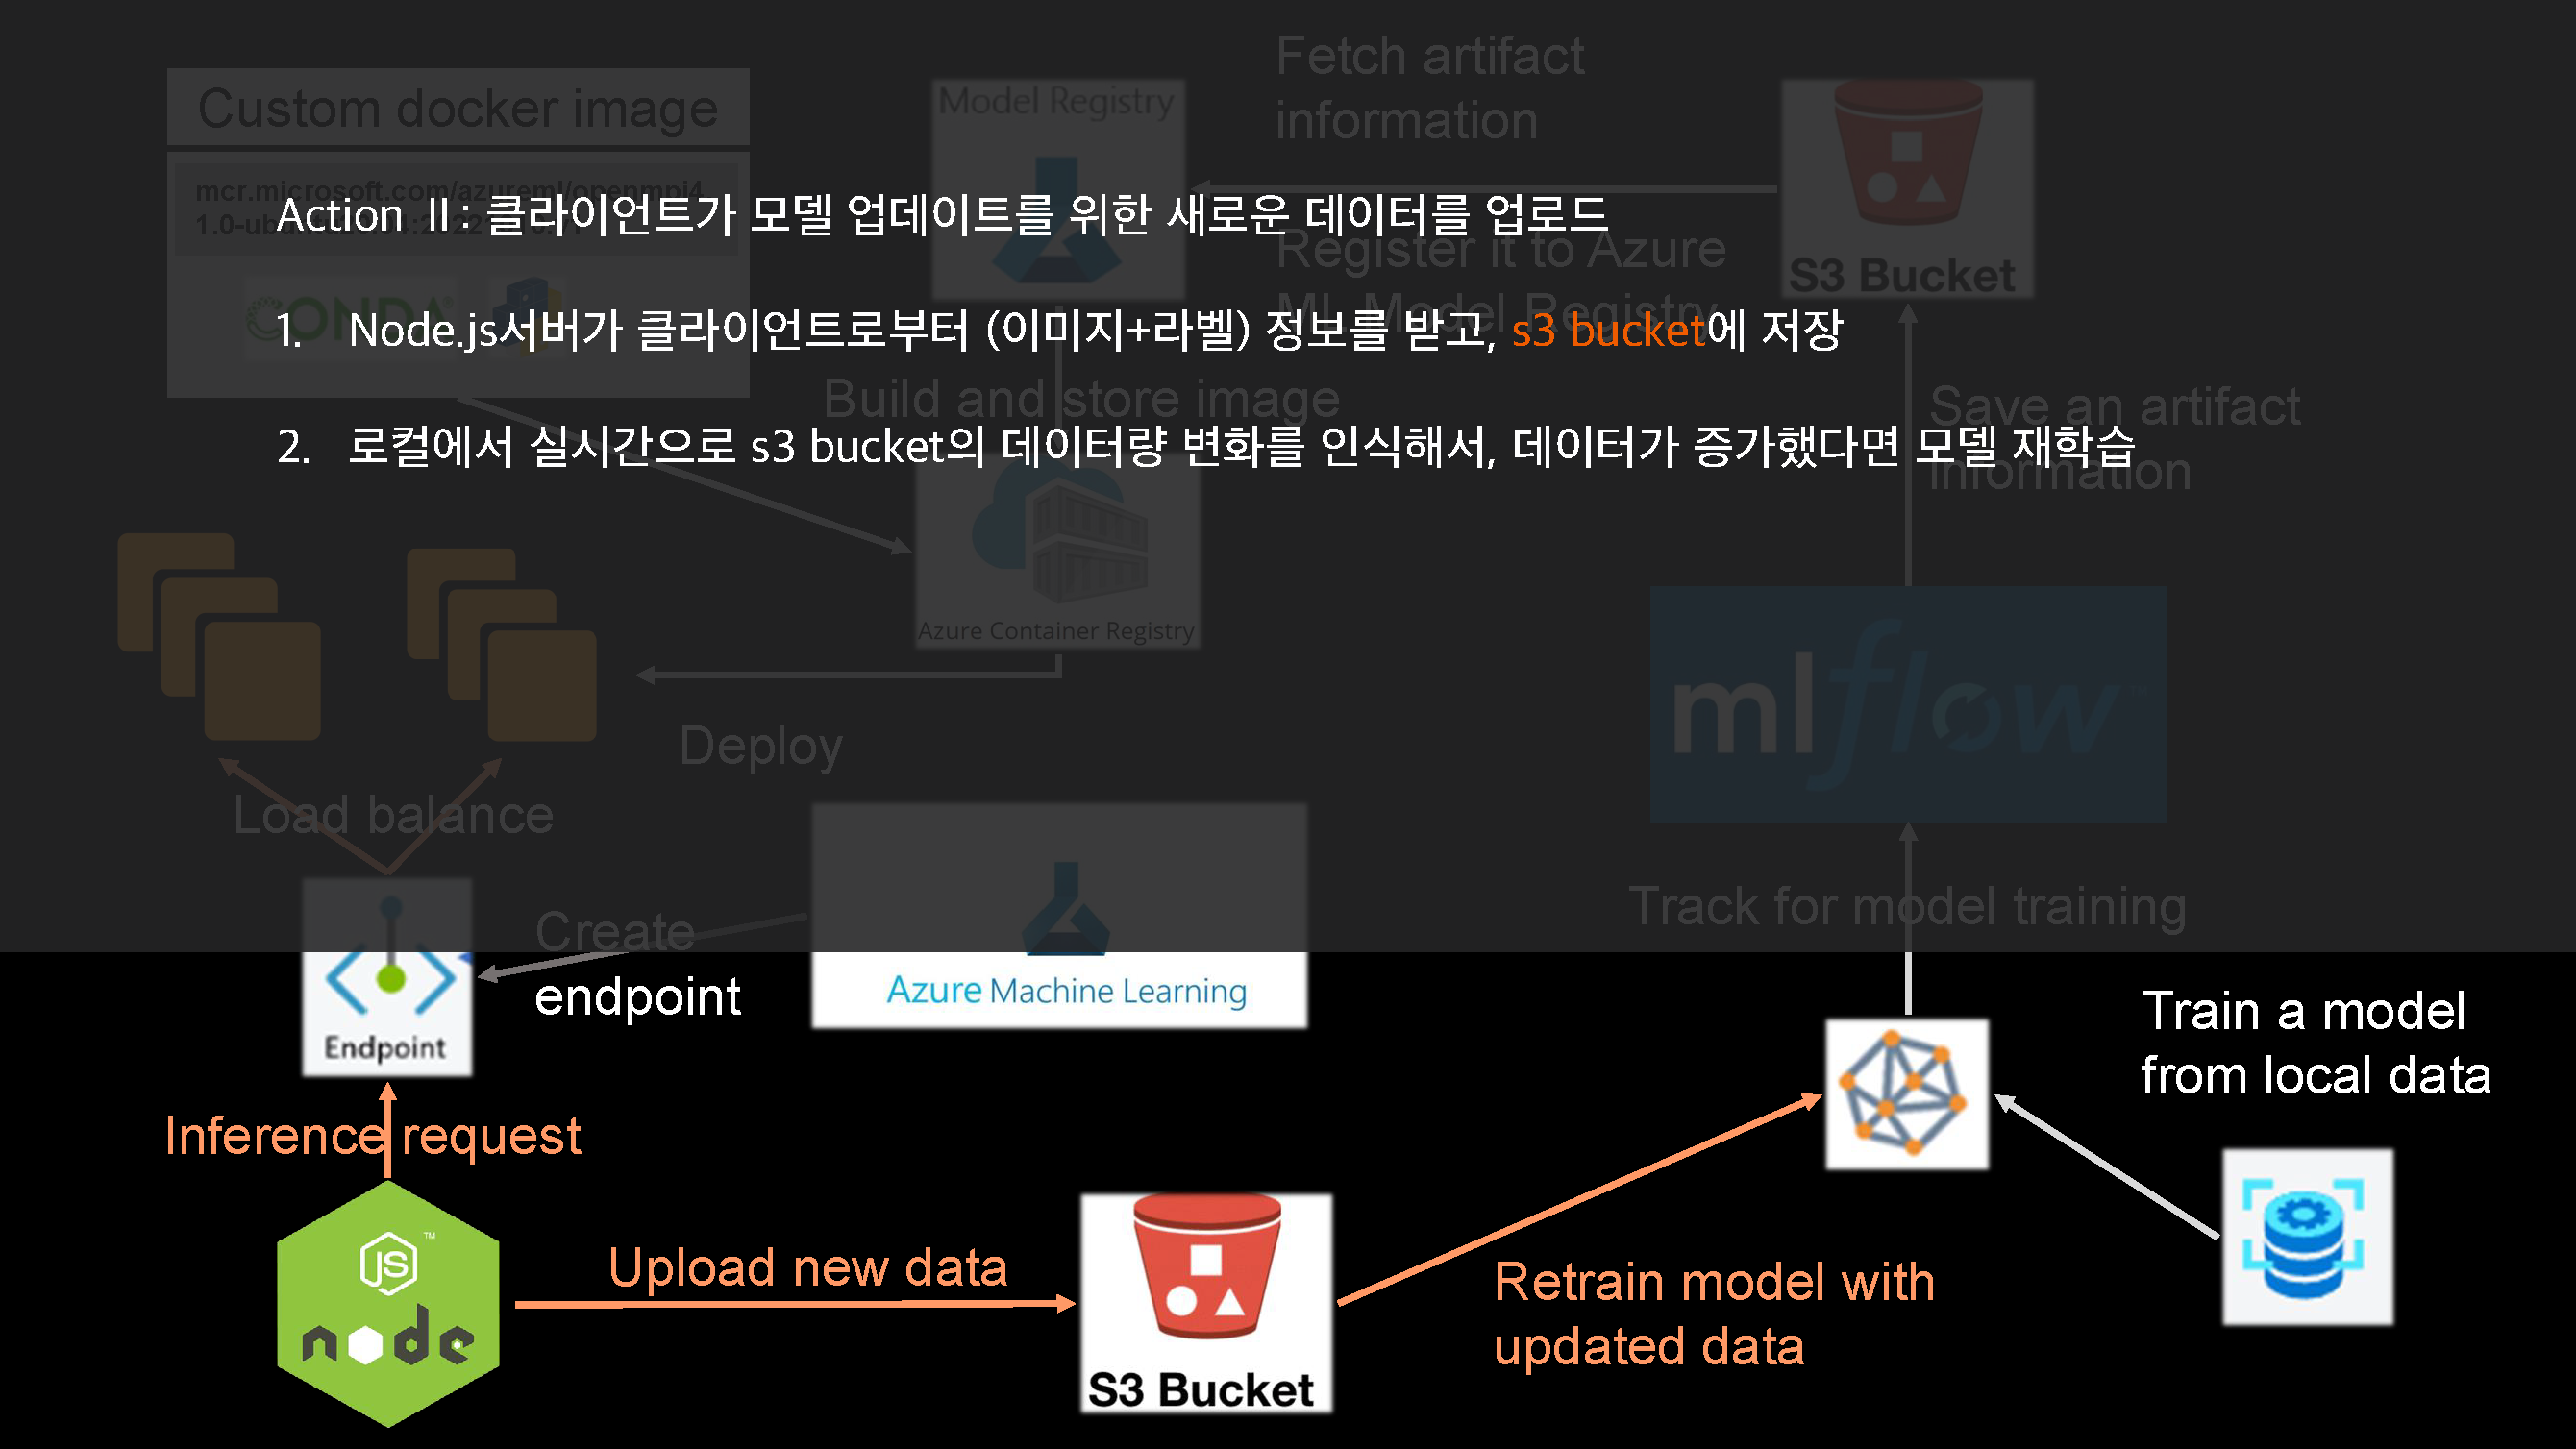 Action Ⅱ: 클라이언트가 모델 업데이트를 위한 새로운 데이터를 업로드
1. Node.js서버가 클라이언트로부터 (이미지+라벨) 정보를 받고, s3 bucket에 저장
2. 로컬에서 실시간으로 s3 bucket의 데이터량 변화를 인식해서, 데이터가 증가했다면 모델 재학습
Custom docker image
mcr.microsoft.com/azureml/openmpi4
CONDA
Model Registry
Fetch artifact
information
Register it to Azure
ML Model Registry
S3 Bucket
Build and store image
Save an artifact
information
Azure Container Registry
Deploy
mlflow
Load balance
Track for model training
Create
endpoint
Endpoint
Azure Machine Learning
Train a model
from local data
Inference request
JS
node
Upload new data
S3 Bucket
Retrain model with
updated data